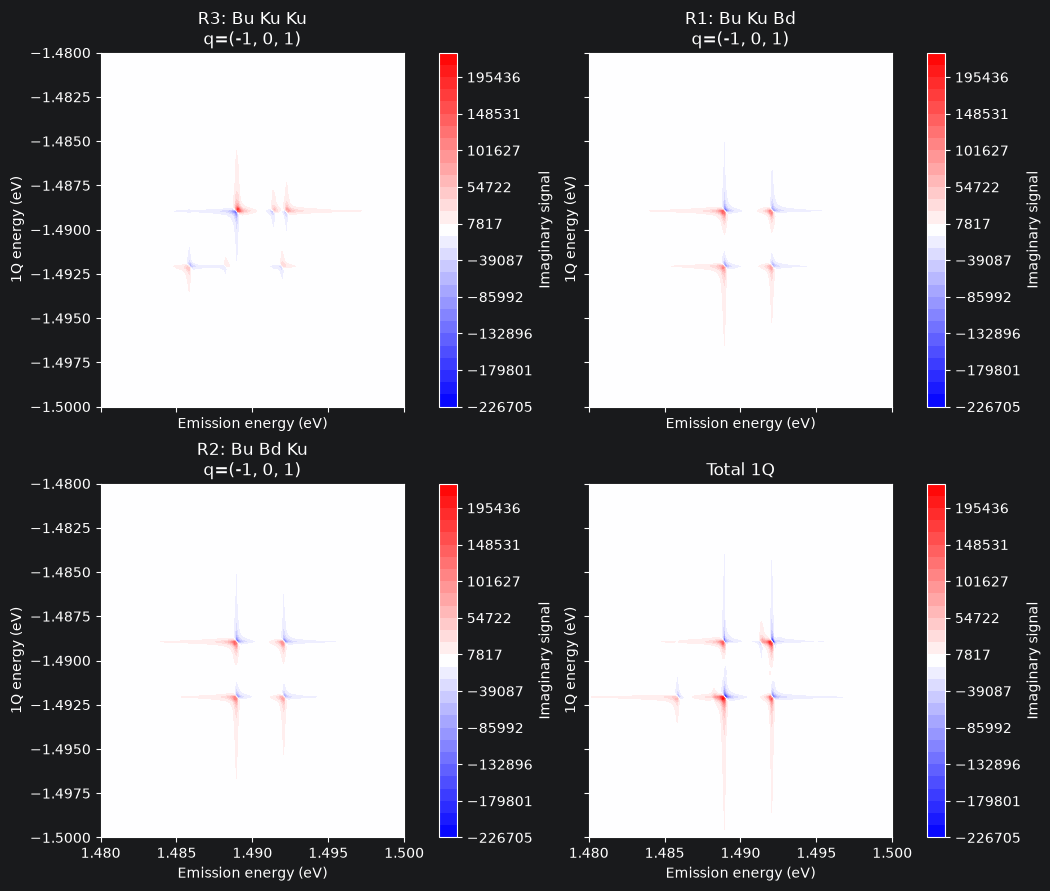 R3: Bu Ku Ku
q=(-1, 0, 1)
−1.4800
−1.4825
−1.4850
−1.4875
−1.4900
−1.4925
−1.4950
−1.4975
−1.5000
1Q energy (eV)
Emission energy (eV)
195436
148531
101627
54722
7817
−39087
−85992
−132896
−179801
−226705
Imaginary signal
R1: Bu Ku Bd
q=(-1, 0, 1)
1Q energy (eV)
Emission energy (eV)
195436
148531
101627
54722
7817
−39087
−85992
−132896
−179801
−226705
Imaginary signal
R2: Bu Bd Ku
q=(-1, 0, 1)
−1.4800
−1.4825
−1.4850
−1.4875
−1.4900
−1.4925
−1.4950
−1.4975
−1.5000
1Q energy (eV)
1.480 1.485 1.490 1.495 1.500
Emission energy (eV)
195436
148531
101627
54722
7817
−39087
−85992
−132896
−179801
−226705
Imaginary signal
Total 1Q
1Q energy (eV)
1.480 1.485 1.490 1.495 1.500
Emission energy (eV)
195436
148531
101627
54722
7817
−39087
−85992
−132896
−179801
−226705
Imaginary signal